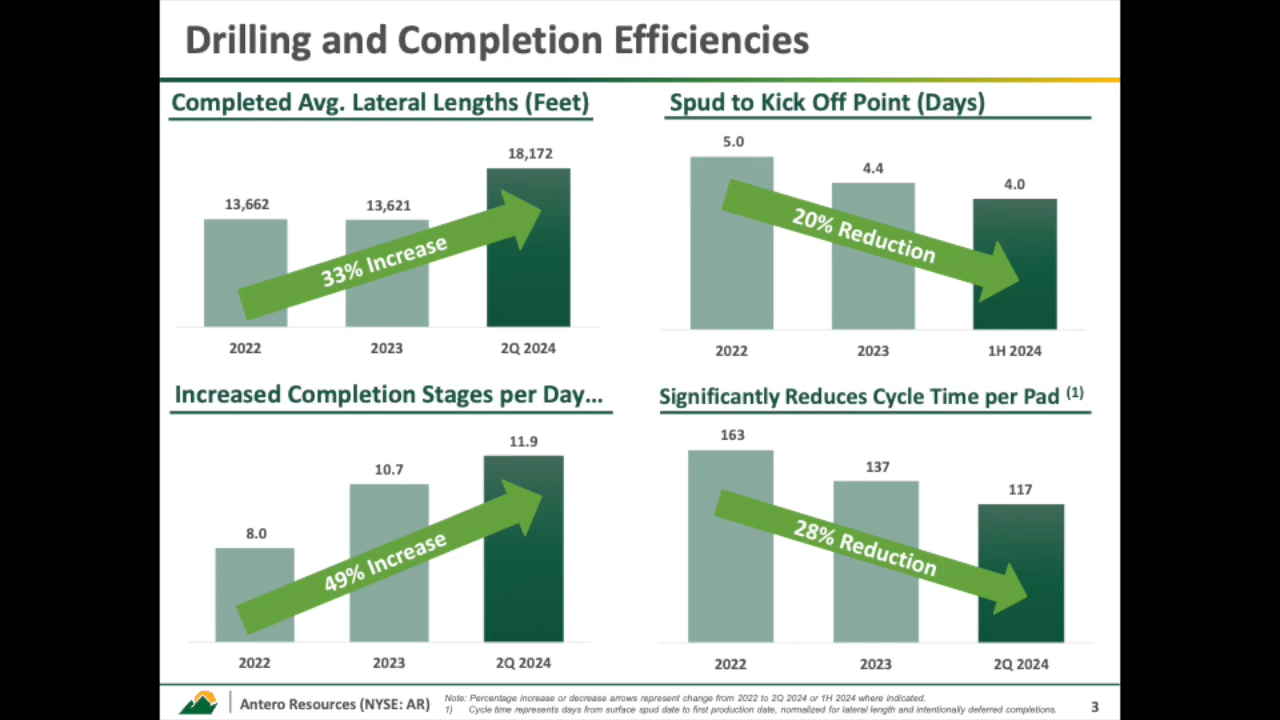 Drilling and Completion Efficiencies
Completed Avg. Lateral Lengths (Feet)
18,172
13,662
13,621
33% Increase
2022
2023
2Q 2024
Spud to Kick Off Point (Days)
5.0
4.4
4.0
20% Reduction
2022
2023
1H 2024
Increased Completion Stages per Day...
11.9
10.7
8.0
49% Increase
2022
2023
2Q 2024
Significantly Reduces Cycle Time per Pad (1)
163
137
117
28% Reduction
2022
2023
2Q 2024
Antero Resources (NYSE: AR)
Note: Percentage increase or decrease arrows represent change from 2022 to 2Q 2024 or 1H 2024 where indicated.
1) Cycle time represents days from surface spud date to first production date, normalized for lateral length and intentionally deferred completions.
3